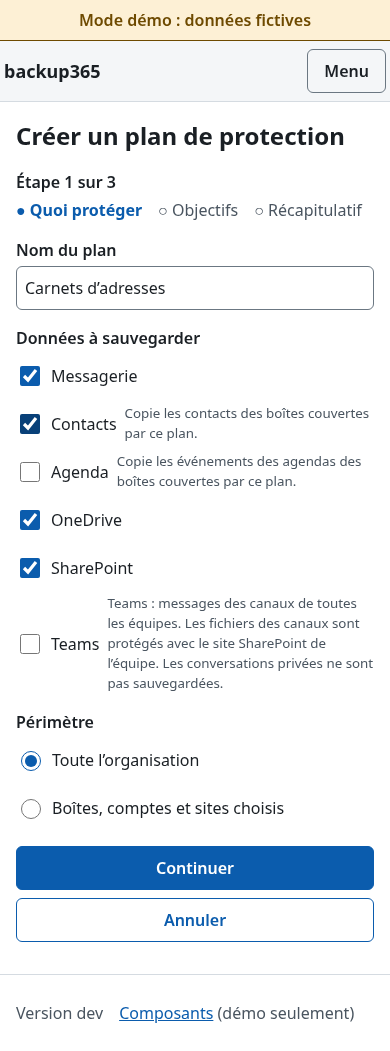 Mode démo : données fictives
backup365
Menu
Créer un plan de protection
Étape 1 sur 3
● Quoi protéger ○ Objectifs ○ Récapitulatif
Nom du plan
Carnets d’adresses
Données à sauvegarder
Messagerie
Contacts
Copie les contacts des boîtes couvertes
par ce plan.
Agenda
Copie les événements des agendas des
boîtes couvertes par ce plan.
OneDrive
SharePoint
Teams
Teams : messages des canaux de toutes
les équipes. Les fichiers des canaux sont
protégés avec le site SharePoint de
l’équipe. Les conversations privées ne sont
pas sauvegardées.
Périmètre
Toute l’organisation
Boîtes, comptes et sites choisis
Continuer
Annuler
Version dev Composants (démo seulement)